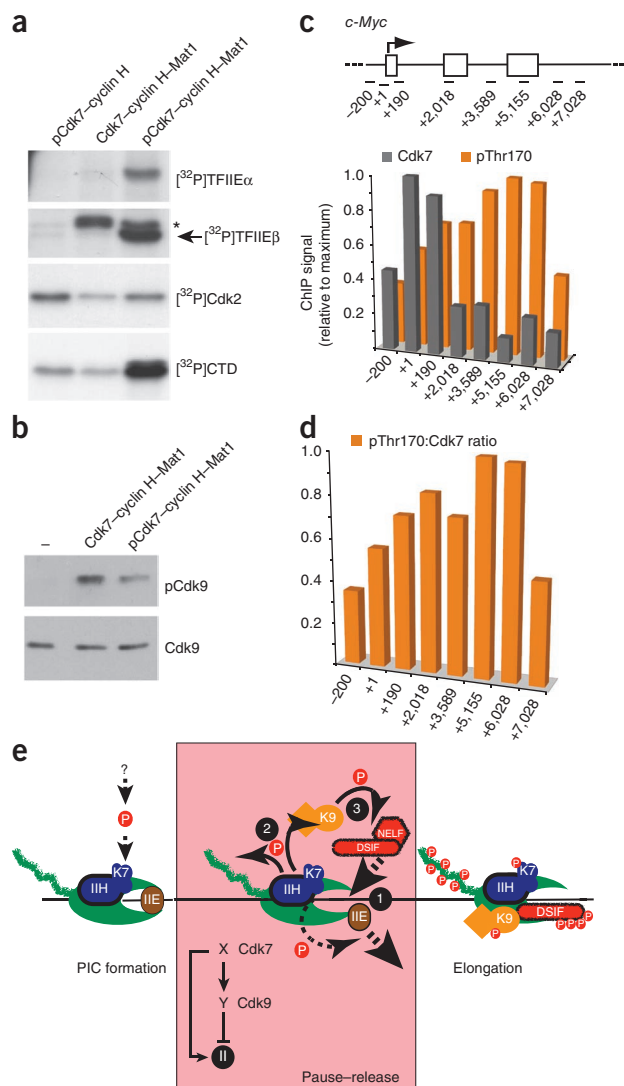 a
pCdk7–cyclin H
Cdk7–cyclin H–Mat1
pCdk7–cyclin H–Mat1
[32P]TFIIEα
*
[32P]TFIIEβ
[32P]Cdk2
[32P]CTD
b
–
Cdk7–cyclin H–Mat1
pCdk7–cyclin H–Mat1
pCdk9
Cdk9
c
c-Myc
–200
+1
+190
+2,018
+3,589
+5,155
+6,028
+7,028
Cdk7
pThr170
ChIP signal
(relative to maximum)
1.0
0.8
0.6
0.4
0.2
–200
+1
+190
+2,018
+3,589
+5,155
+6,028
+7,028
d
pThr170:Cdk7 ratio
1.0
0.8
0.6
0.4
0.2
–200
+1
+190
+2,018
+3,589
+5,155
+6,028
+7,028
e
?
P
K7
IIH
IIE
PIC formation
2
P
K9
P
3
NELF
DSIF
K7
IIH
1
IIE
P
X Cdk7
Y Cdk9
II
Pause–release
P
P
P
P
P
P
P
K7
IIH
K9
P
DSIF
P
P
P
P
Elongation